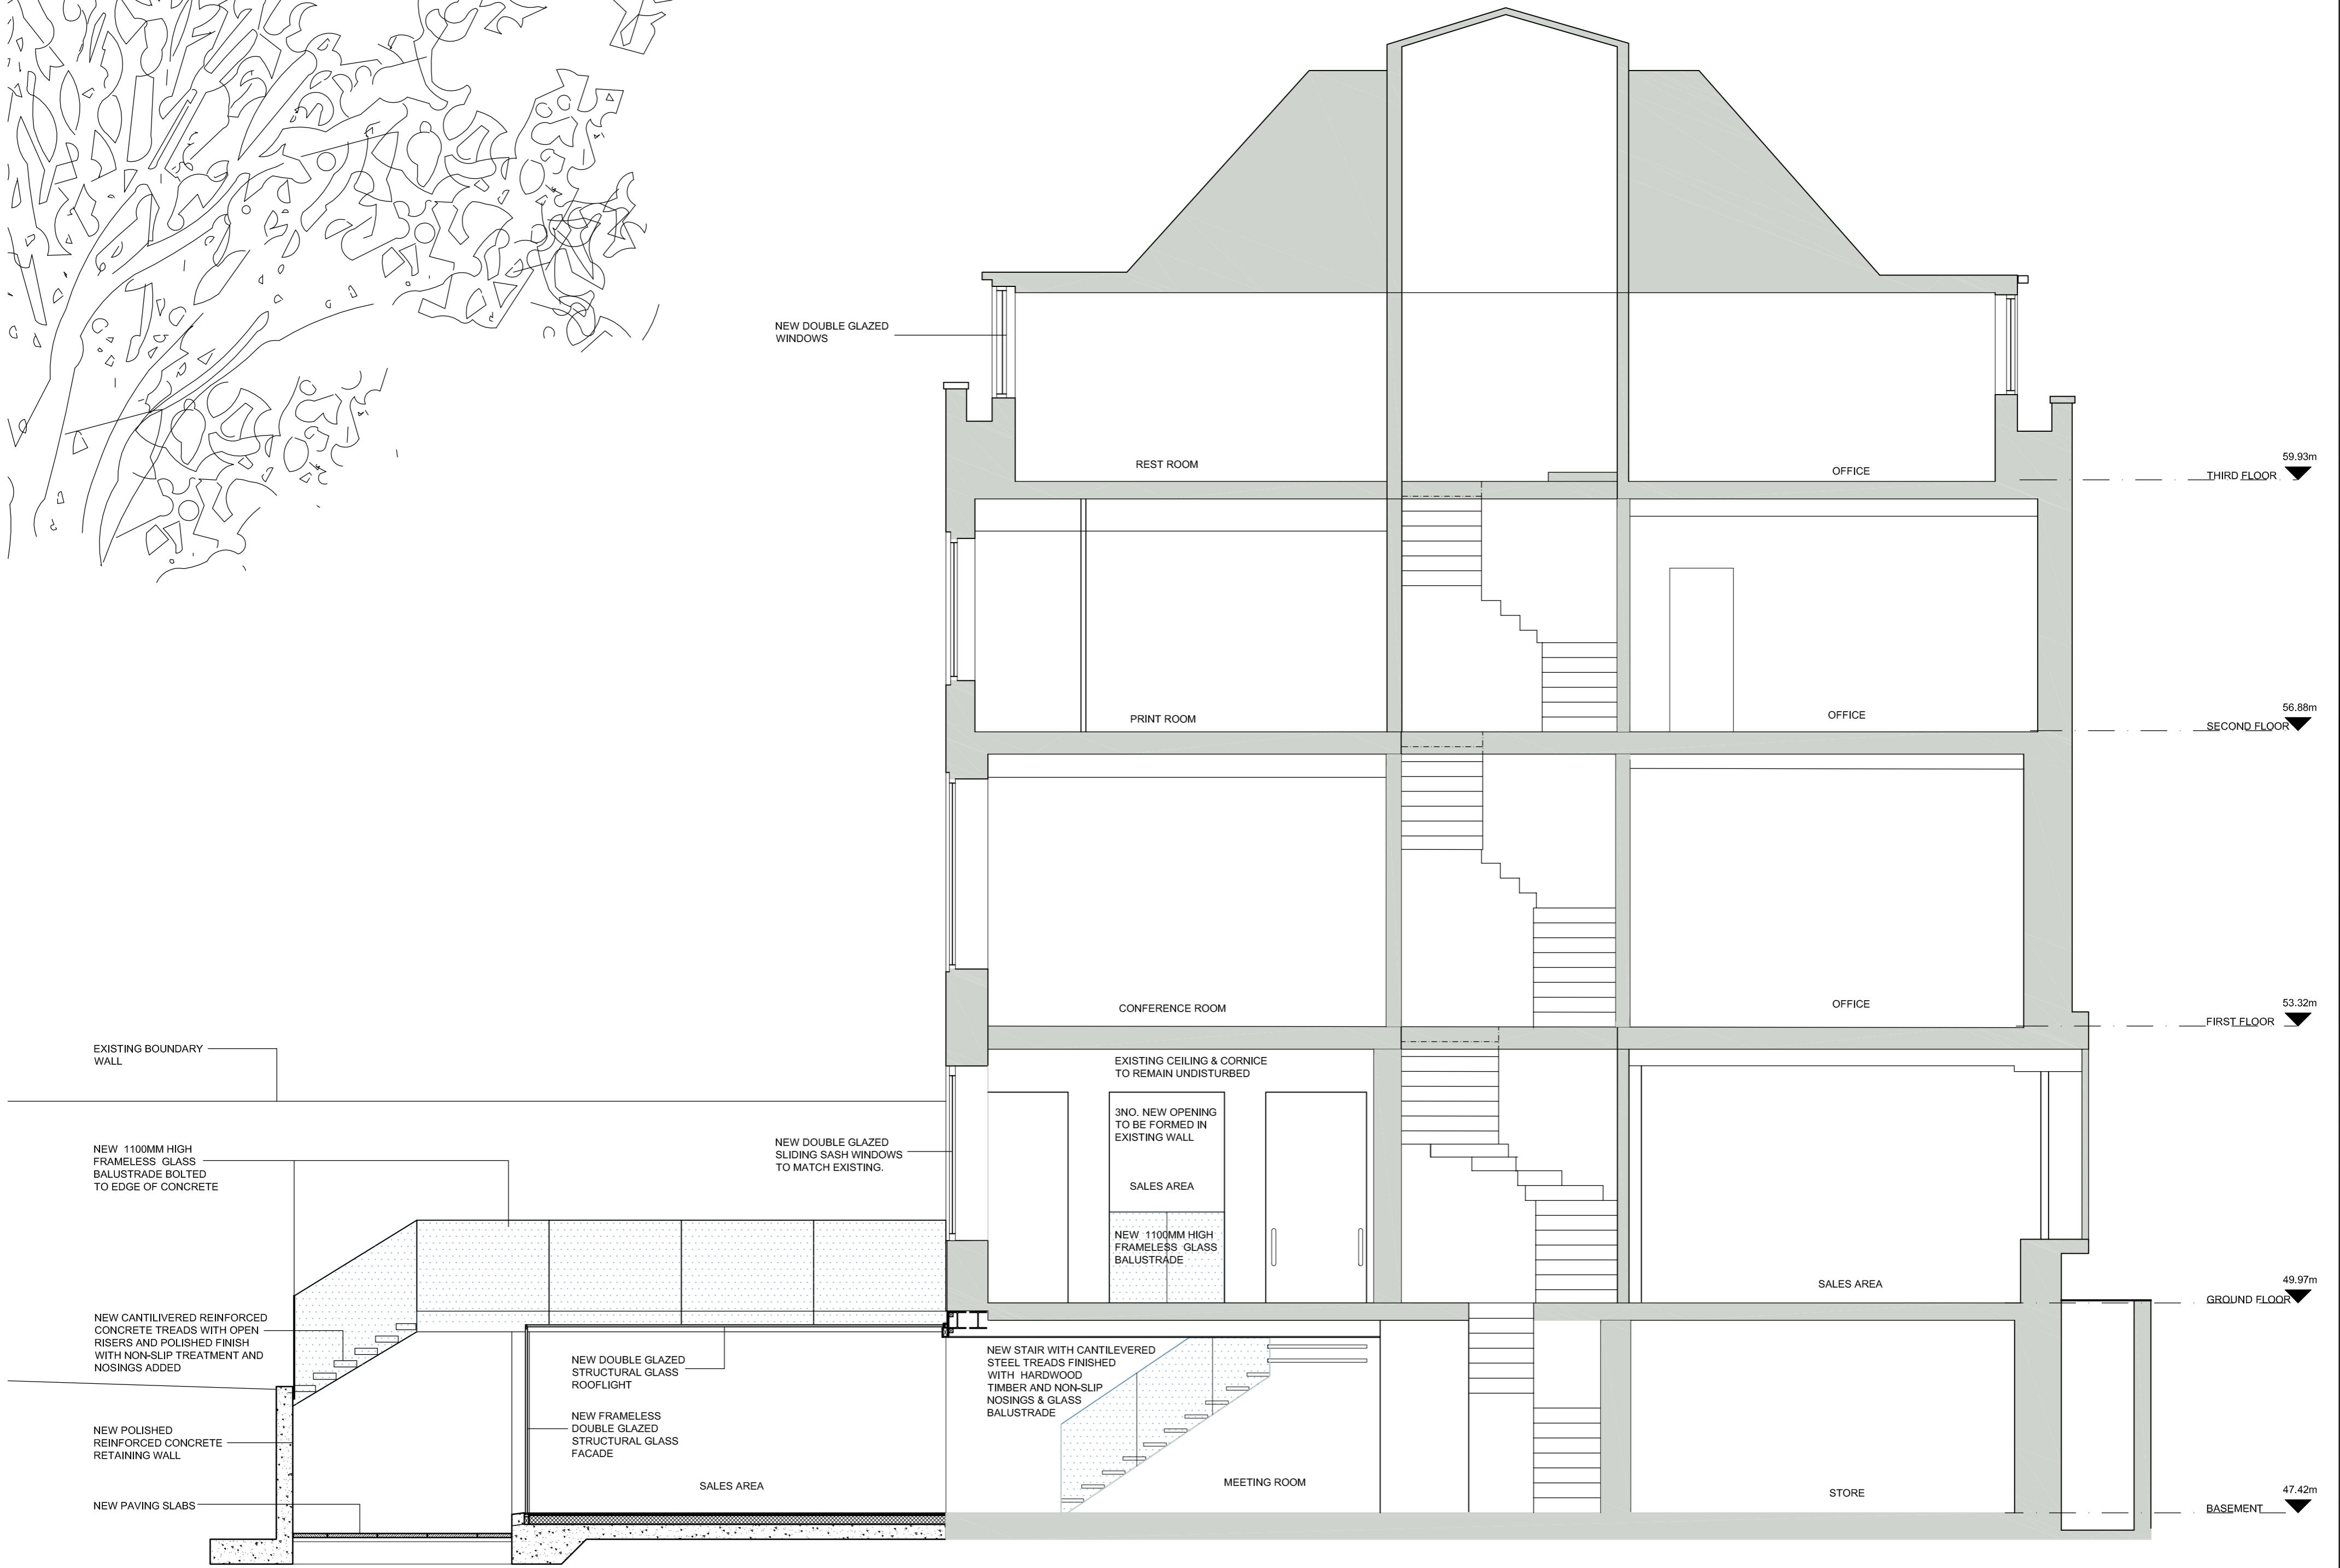 NEW DOUBLE GLAZED
WINDOWS
REST ROOM
OFFICE
59.93m
THIRD FLOOR
PRINT ROOM
OFFICE
56.88m
SECOND FLOOR
CONFERENCE ROOM
OFFICE
53.32m
FIRST FLOOR
EXISTING BOUNDARY
WALL
EXISTING CEILING & CORNICE
TO REMAIN UNDISTURBED
3NO. NEW OPENING
TO BE FORMED IN
EXISTING WALL
NEW 1100MM HIGH
FRAMELESS GLASS
BALUSTRADE BOLTED
TO EDGE OF CONCRETE
NEW DOUBLE GLAZED
SLIDING SASH WINDOWS
TO MATCH EXISTING.
SALES AREA
NEW 1100MM HIGH
FRAMELESS GLASS
BALUSTRADE
SALES AREA
49.97m
GROUND FLOOR
NEW CANTILIVERED REINFORCED
CONCRETE TREADS WITH OPEN
RISERS AND POLISHED FINISH
WITH NON-SLIP TREATMENT AND
NOSINGS ADDED
NEW DOUBLE GLAZED
STRUCTURAL GLASS
ROOFLIGHT
NEW STAIR WITH CANTILEVERED
STEEL TREADS FINISHED
WITH HARDWOOD
TIMBER AND NON-SLIP
NOSINGS & GLASS
BALUSTRADE
NEW FRAMELESS
DOUBLE GLAZED
STRUCTURAL GLASS
FACADE
NEW POLISHED
REINFORCED CONCRETE
RETAINING WALL
SALES AREA
MEETING ROOM
STORE
47.42m
BASEMENT
NEW PAVING SLABS